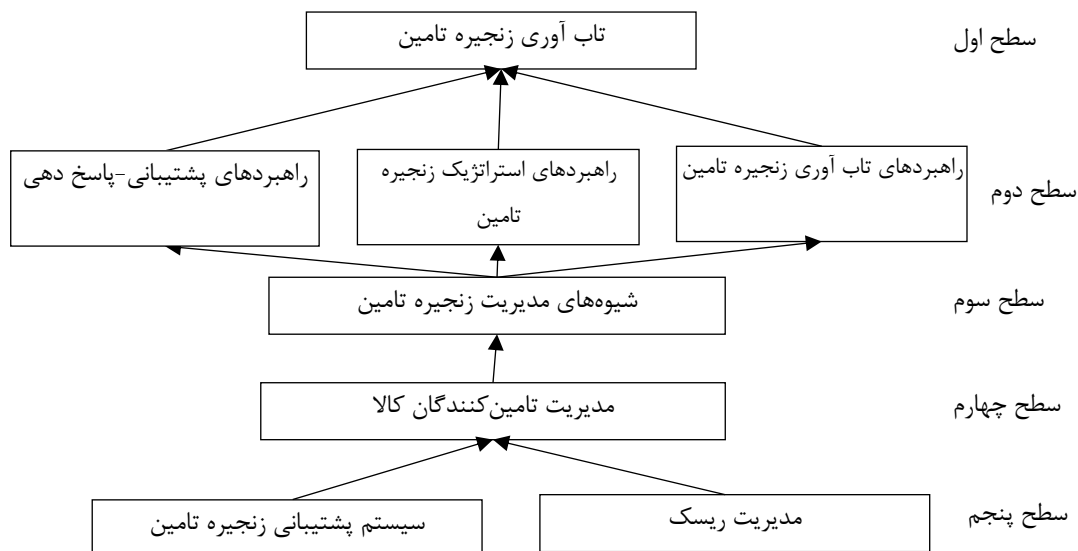 سطح اول
تاب آوری زنجیره تامین
سطح دوم
راهبردهای تاب آوری زنجیره تامین
راهبردهای استراتژیک زنجیره
تامین
راهبردهای پشتیبانی-پاسخ دهی
سطح سوم
شیوه‌های مدیریت زنجیره تامین
سطح چهارم
مدیریت تامین‌کنندگان کالا
سطح پنجم
مدیریت ریسک
سیستم پشتیبانی زنجیره تامین